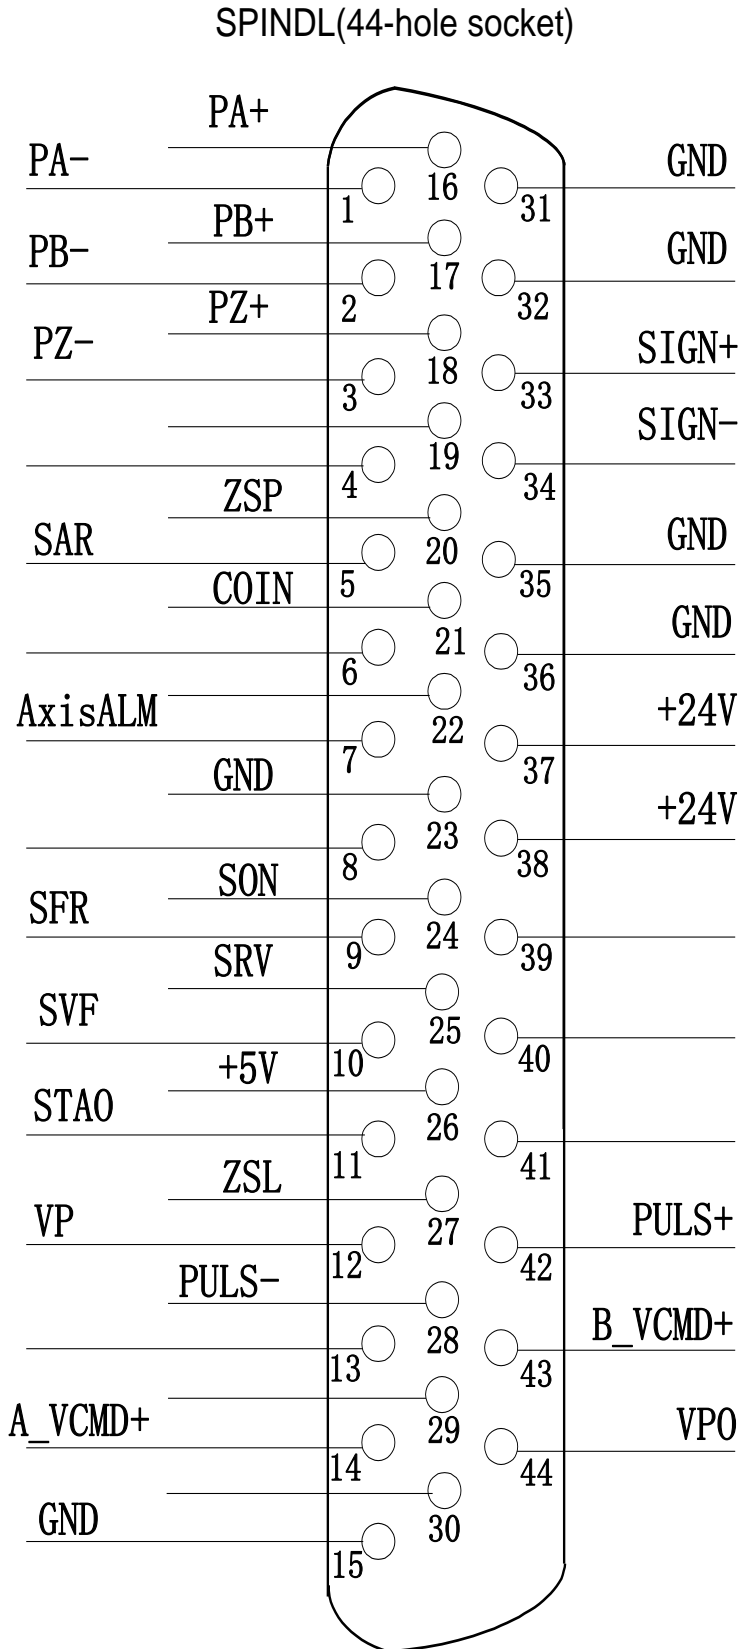 SPINDL(44-hole socket)
PA+
PA-
GND
16
1
31
PB+
PB-
GND
17
2
32
PZ+
PZ-
SIGN+
18
3
33
SIGN-
19
4
34
ZSP
SAR
GND
20
5
35
COIN
GND
21
6
36
AxisALM
+24V
22
7
37
GND
+24V
23
8
38
SON
SFR
24
9
39
SRV
SVF
25
10
40
+5V
STAO
26
11
41
ZSL
VP
PULS+
27
12
42
PULS-
B_VCMD+
28
13
43
A_VCMD+
VPO
29
14
44
GND
30
15